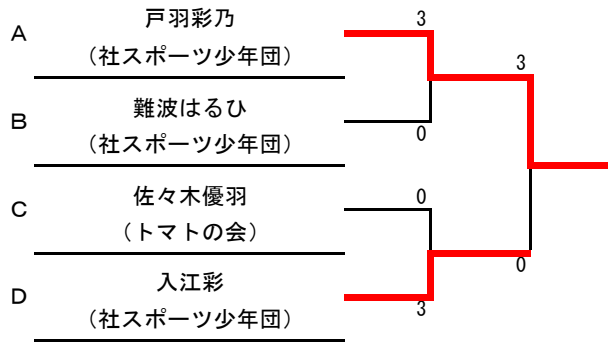 A
戸羽彩乃
（社スポーツ少年団）
3
B
難波はるひ
（社スポーツ少年団）
0
3
C
佐々木優羽
（トマトの会）
0
D
入江彩
（社スポーツ少年団）
3
0